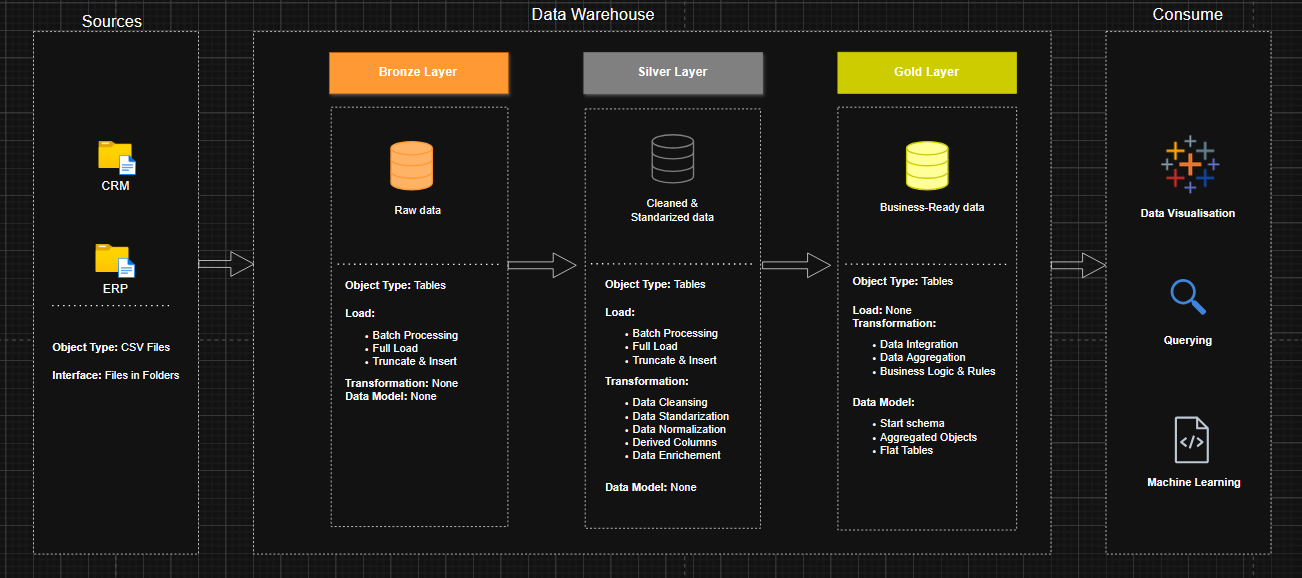 Sources
Data Warehouse
Consume
Bronze Layer
Silver Layer
Gold Layer
CRM
ERP
Object Type: CSV Files
Interface: Files in Folders
Raw data
Object Type: Tables
Load:
Batch Processing
Full Load
Truncate & Insert
Transformation: None
Data Model: None
Cleaned &
Standarized data
Object Type: Tables
Load:
Batch Processing
Full Load
Truncate & Insert
Transformation:
Data Cleansing
Data Standarization
Data Normalization
Derived Columns
Data Enrichement
Data Model: None
Business-Ready data
Object Type: Tables
Load: None
Transformation:
Data Integration
Data Aggregation
Business Logic & Rules
Data Model:
Start schema
Aggregated Objects
Flat Tables
Data Visualisation
Querying
</>
Machine Learning